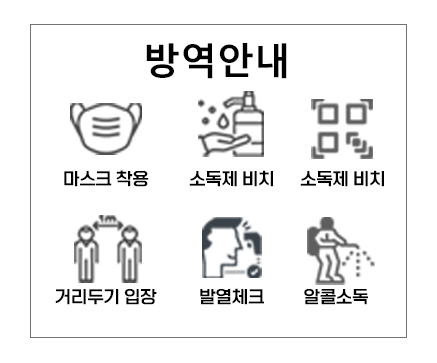 방역안내
마스크 착용
소독제 비치
소독제 비치
1m
거리두기 입장
발열체크
알콜소독